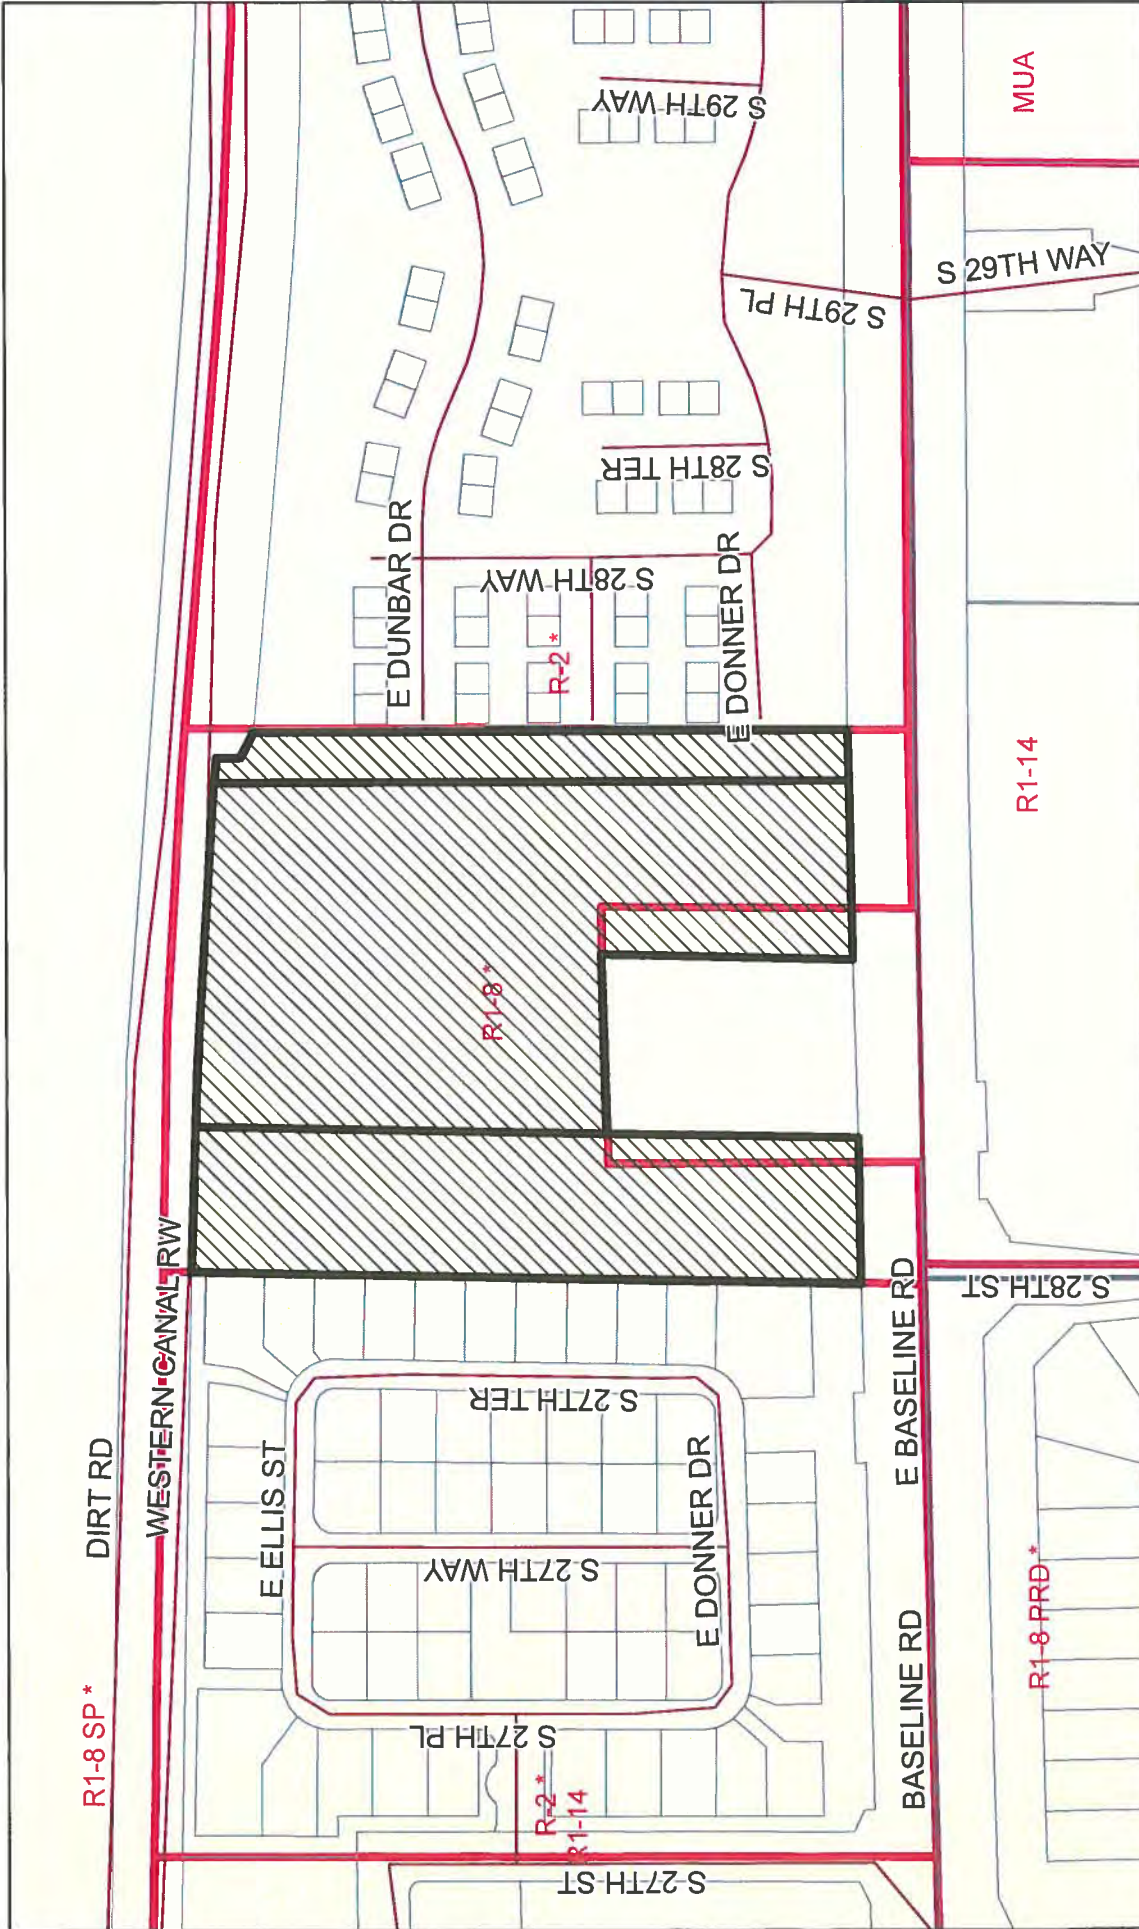 DIRT RD
WESTERN CANAL RW
R1-8 SP *
E ELLIS ST
S 27TH TER
S 27TH WAY
S 27TH PL
E DONNER DR
R-2 *
R1-14
S 27TH ST
BASELINE RD
E BASELINE RD
S 28TH ST
R1-8 PRD *
R1-8 *
E DUNBAR DR
S 28TH WAY
R-2 *
E DONNER DR
E
S 28TH TER
S 29TH WAY
S 29TH PL
S 29TH WAY
R1-14
MUA